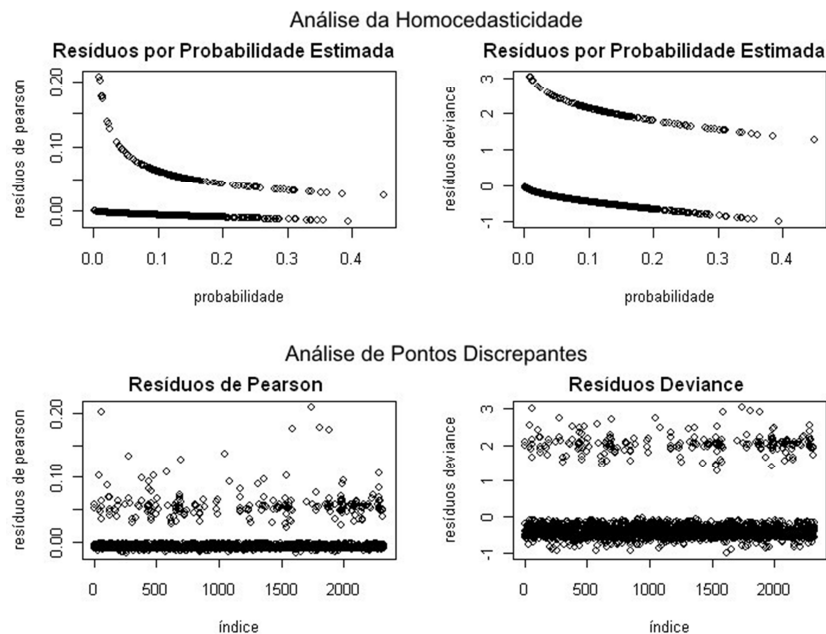 Análise da Homocedasticidade
Resíduos por Probabilidade Estimada
resíduos de pearson
0.20
0.10
0.00
0.0 0.1 0.2 0.3 0.4
probabilidade
Resíduos por Probabilidade Estimada
resíduos deviance
3
2
1
0
-1
0.0 0.1 0.2 0.3 0.4
probabilidade
Análise de Pontos Discrepantes
Resíduos de Pearson
resíduos de pearson
0.20
0.10
0.00
0 500 1000 1500 2000
índice
Resíduos Deviance
resíduos deviance
3
2
1
0
-1
0 500 1000 1500 2000
índice